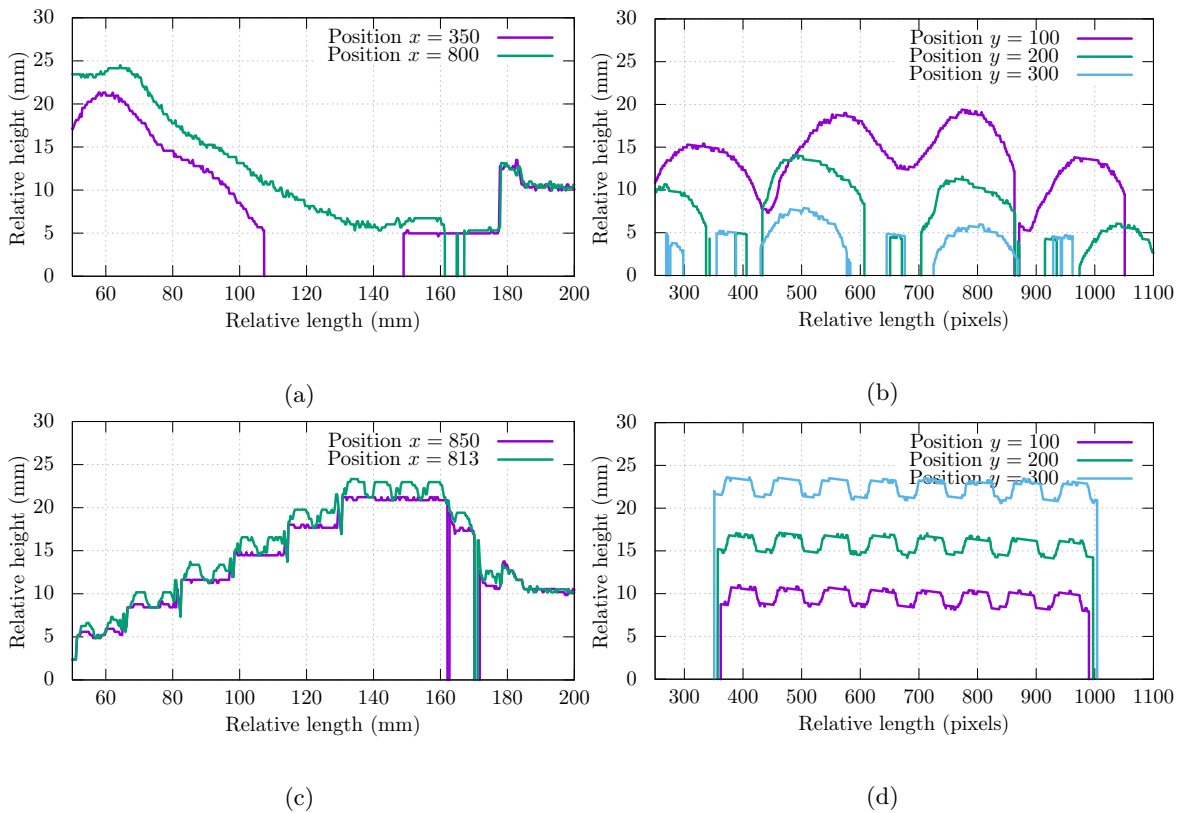 30
25
20
15
10
5
0
60 80 100 120 140 160 180 200
Relative height (mm)
Relative length (mm)
Position x = 350
Position x = 800
(a)
30
25
20
15
10
5
0
300 400 500 600 700 800 900 1000 1100
Relative height (mm)
Relative length (pixels)
Position y = 100
Position y = 200
Position y = 300
(b)
30
25
20
15
10
5
0
60 80 100 120 140 160 180 200
Relative height (mm)
Relative length (mm)
Position x = 850
Position x = 813
(c)
30
25
20
15
10
5
0
300 400 500 600 700 800 900 1000 1100
Relative height (mm)
Relative length (pixels)
Position y = 100
Position y = 200
Position y = 300
(d)